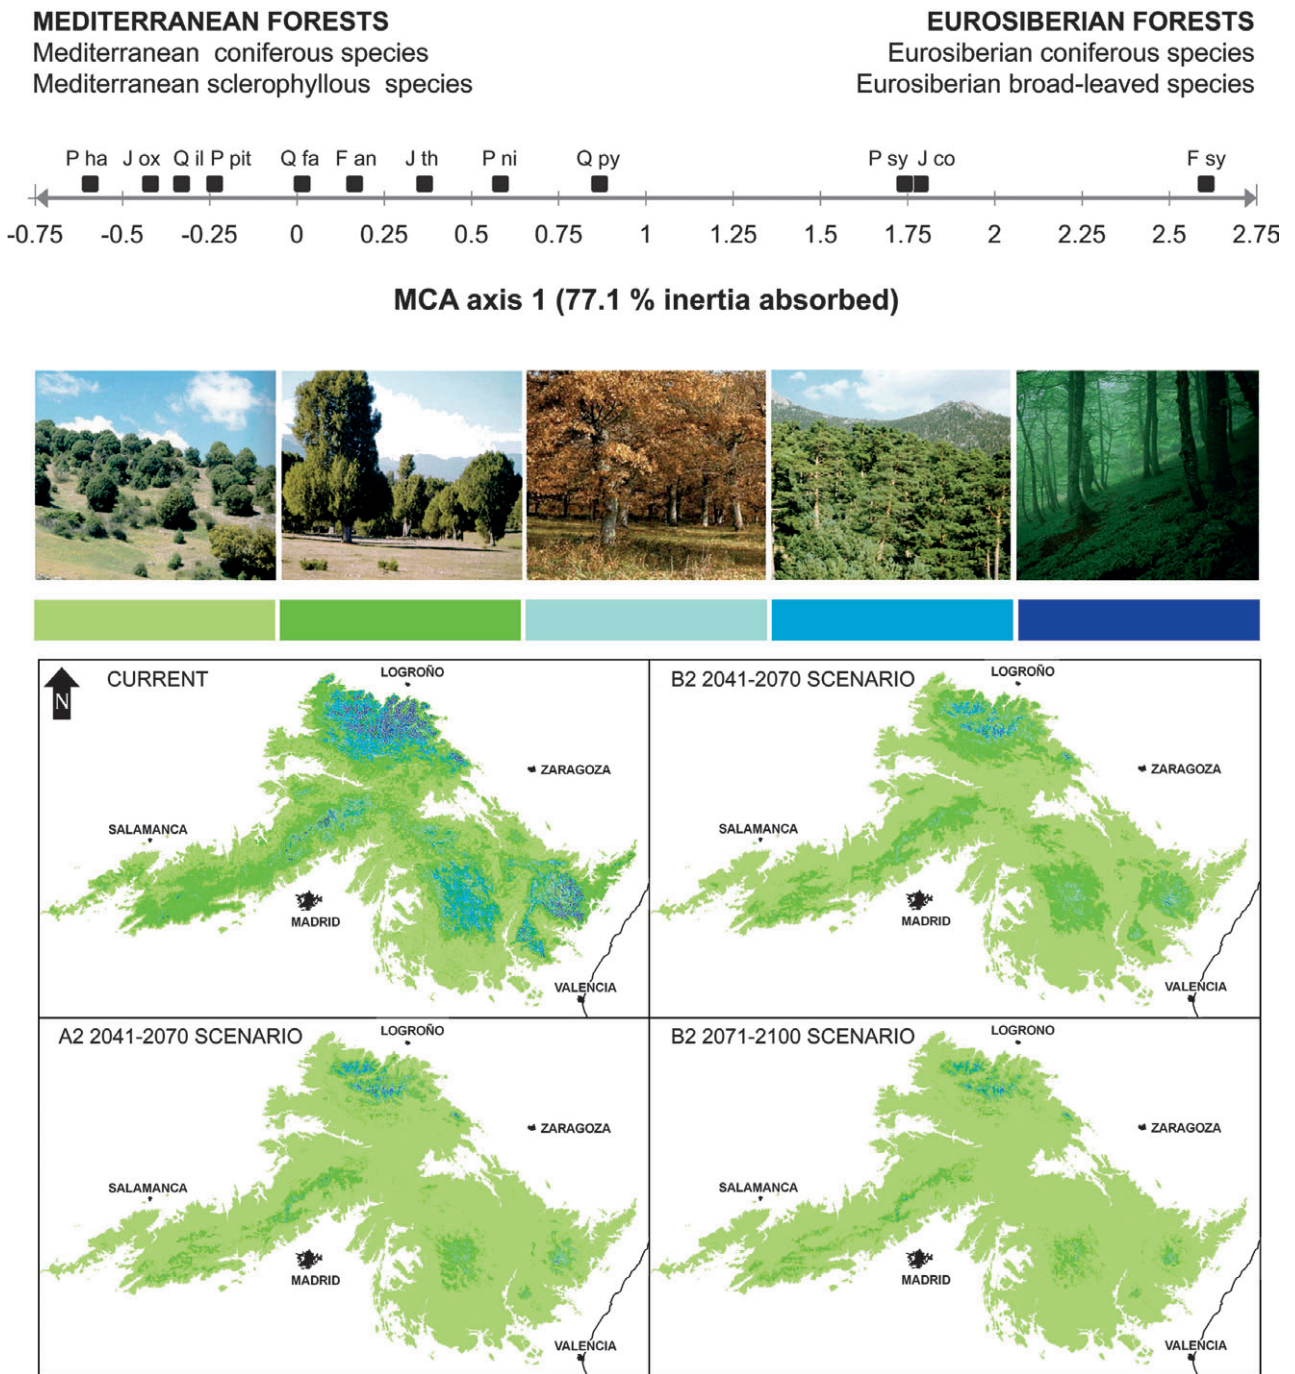 MEDITERRANEAN FORESTS
Mediterranean coniferous species
Mediterranean sclerophyllous species
EUROSIBERIAN FORESTS
Eurosiberian coniferous species
Eurosiberian broad-leaved species
P ha J ox Q il P pit Q fa F an J th P ni Q py P sy J co F sy
-0.75 -0.5 -0.25 0 0.25 0.5 0.75 1 1.25 1.5 1.75 2 2.25 2.5 2.75
MCA axis 1 (77.1 % inertia absorbed)
N
CURRENT
LOGROÑO
ZARAGOZA
SALAMANCA
MADRID
VALENCIA
B2 2041-2070 SCENARIO
LOGROÑO
ZARAGOZA
SALAMANCA
MADRID
VALENCIA
A2 2041-2070 SCENARIO
LOGROÑO
ZARAGOZA
SALAMANCA
MADRID
VALENCIA
B2 2071-2100 SCENARIO
LOGRONO
ZARAGOZA
SALAMANCA
MADRID
VALENCIA